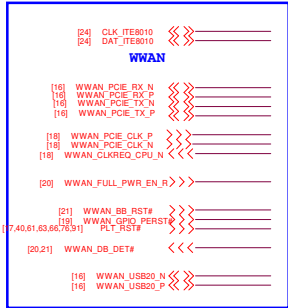 [24] CLK_ITE8010
[24] DAT_ITE8010
WWAN
[16] WWAN_PCIE_RX_N
[16] WWAN_PCIE_RX_P
[16] WWAN_PCIE_TX_N
[16] WWAN_PCIE_TX_P
[18] WWAN_PCIE_CLK_P
[18] WWAN_PCIE_CLK_N
[18] WWAN_CLKREQ_CPU_N
[20] WWAN_FULL_PWR_EN_R
[21] WWAN_BB_RST#
[19] WWAN_GPIO_PERST#
[17,40,61,63,66,76,91] PLT_RST#
[20,21] WWAN_DB_DET#
[16] WWAN_USB20_N
[16] WWAN_USB20_P